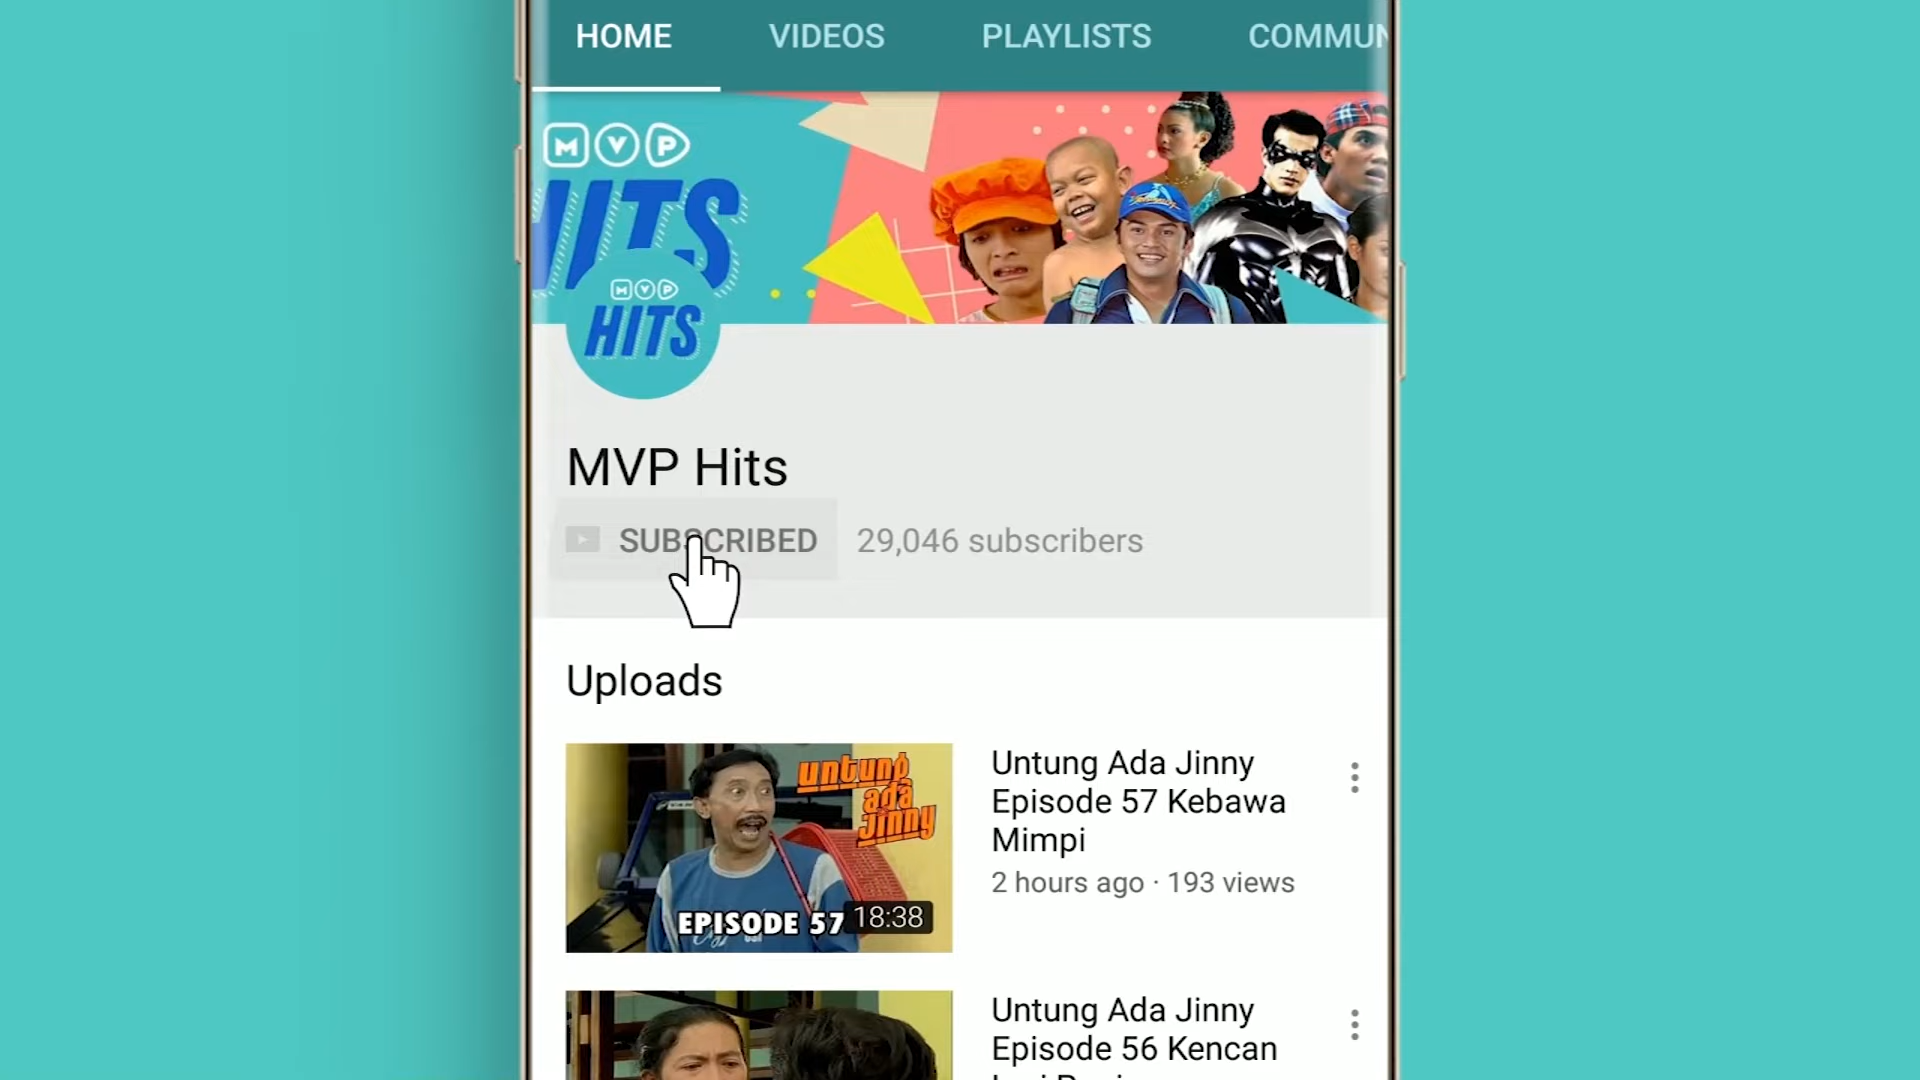 HOME VIDEOS PLAYLISTS COMMUN
MVP
HITS
MVP
HITS
MVP Hits
SUBSCRIBED 29,046 subscribers
Uploads
untung
ada
jinny
EPISODE 57 18:38
Untung Ada Jinny
Episode 57 Kebawa
Mimpi
2 hours ago · 193 views
Untung Ada Jinny
Episode 56 Kencan